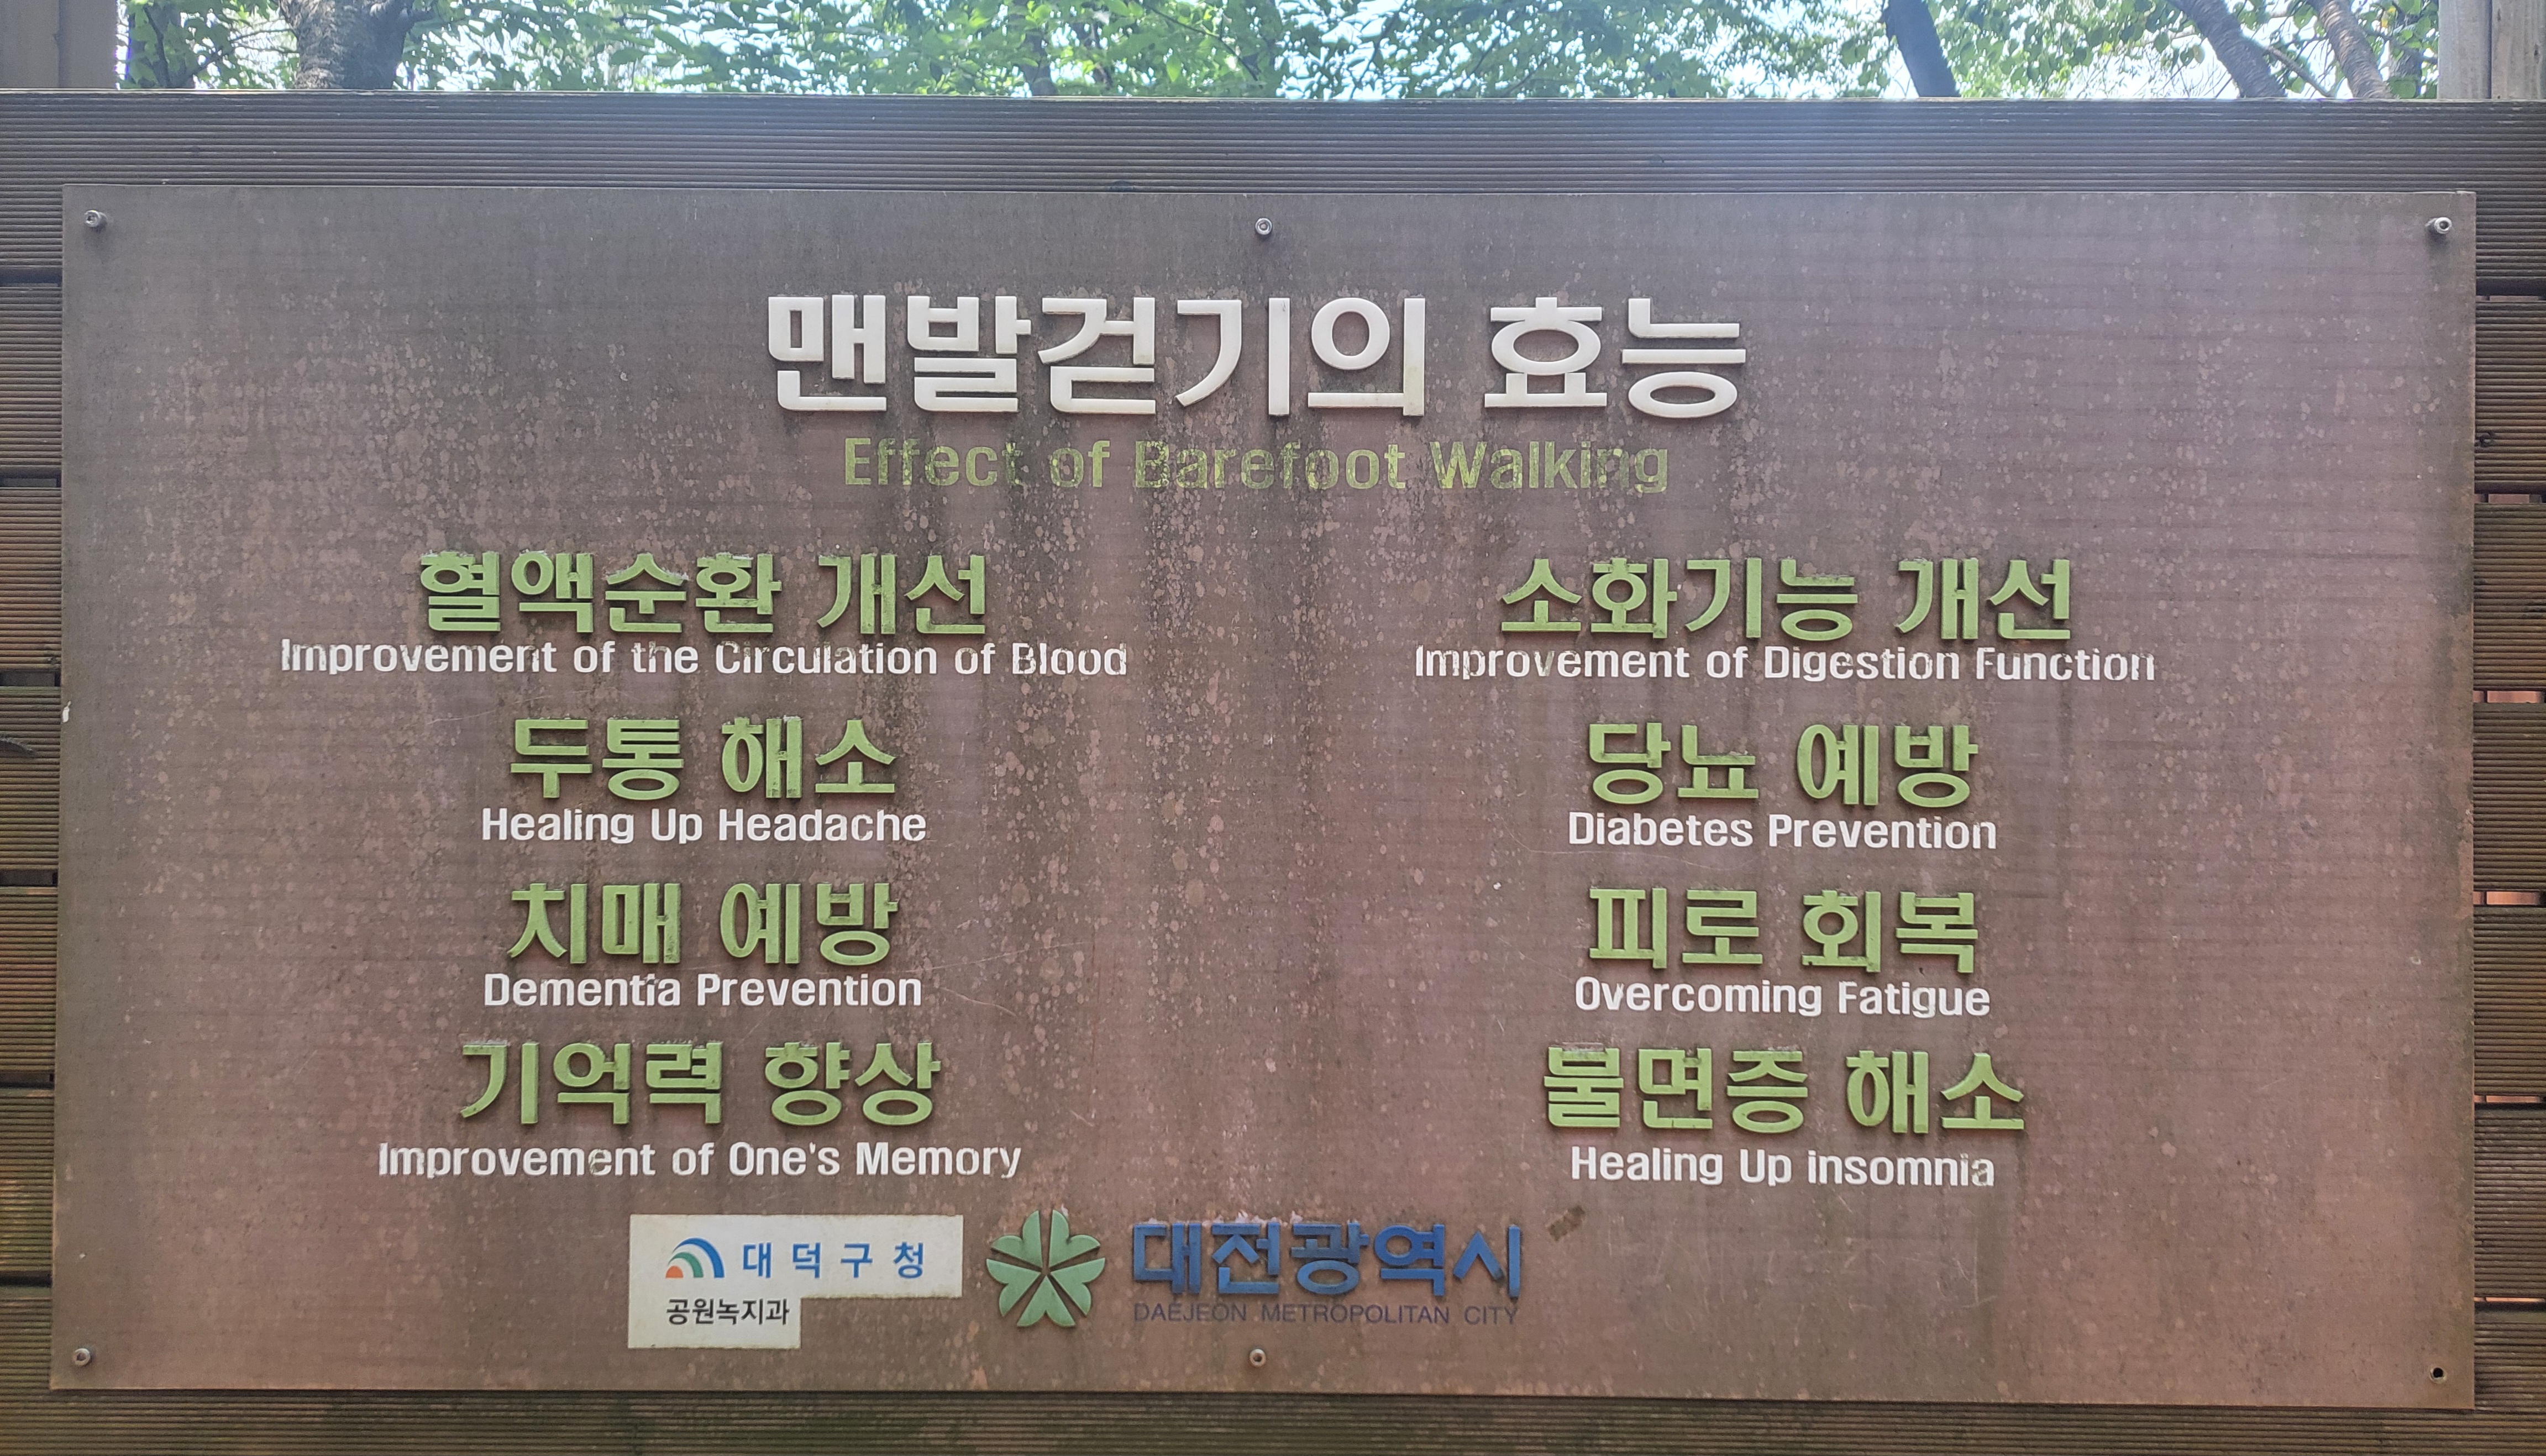 맨발걷기의 효능
Effect of Barefoot Walking
혈액순환 개선
Improvement of the Circulation of Blood
두통 해소
Healing Up Headache
치매 예방
Dementia Prevention
기억력 향상
Improvement of One's Memory
소화기능 개선
Improvement of Digestion Function
당뇨 예방
Diabetes Prevention
피로 회복
Overcoming Fatigue
불면증 해소
Healing Up insomnia
대덕구청
공원녹지과
대전광역시
DAEJEON METROPOLITAN CITY